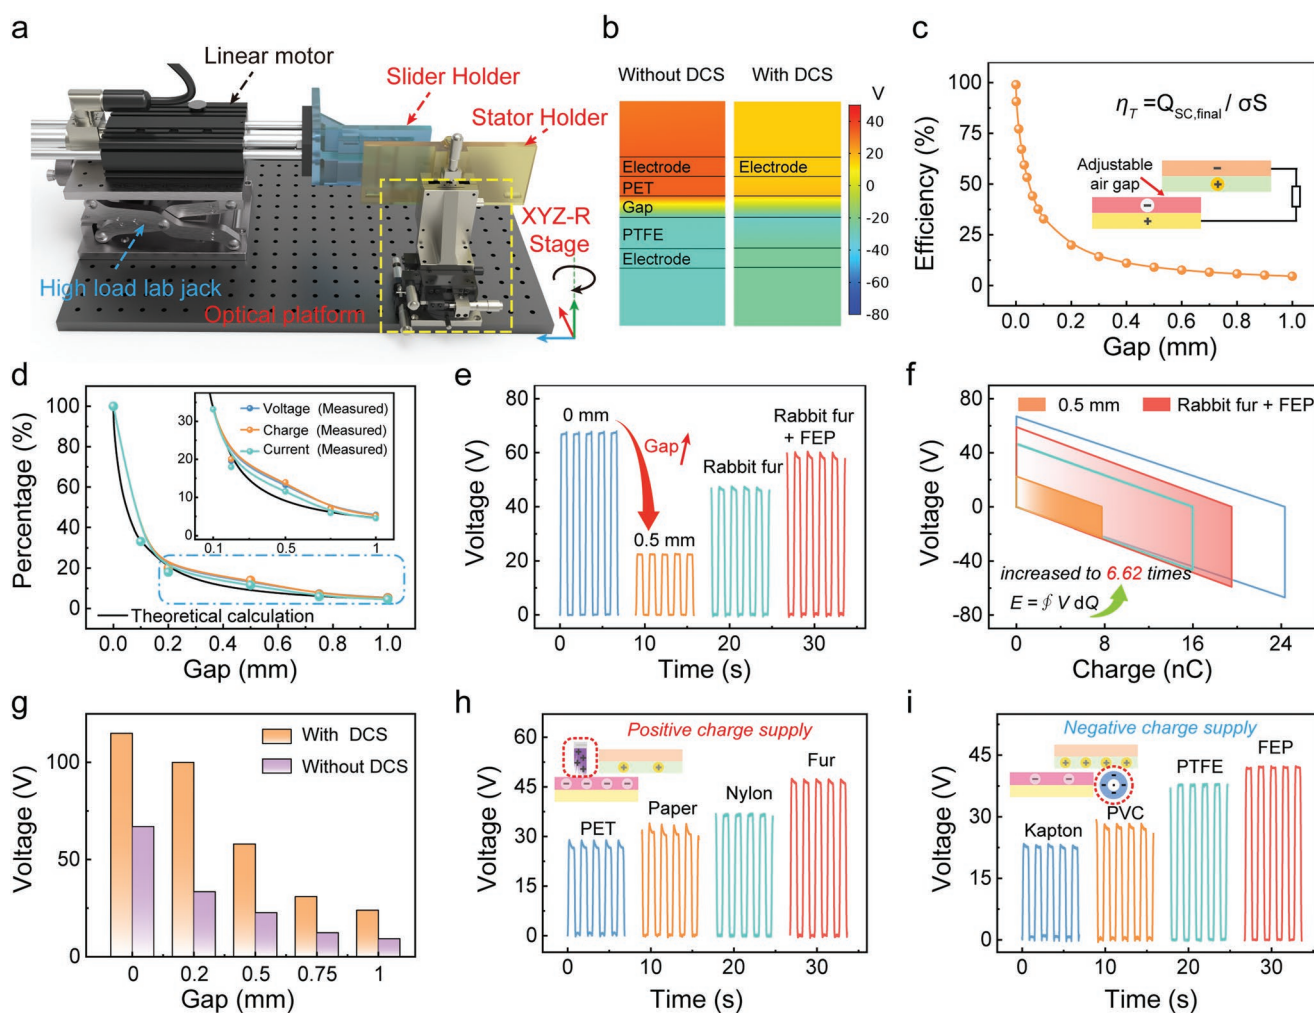 a
Linear motor
Slider Holder
Stator Holder
XYZ-R
Stage
High load lab jack
Optical platform
b
Without DCS
With DCS
V
Electrode
PET
Gap
PTFE
Electrode
Electrode
40
20
0
-20
-40
-60
-80
c
η_T =Q_SC,final / σS
Adjustable
air gap
-
+
-
+
100
75
50
25
0
Efficiency (%)
0.0 0.2 0.4 0.6 0.8 1.0
Gap (mm)
d
Voltage (Measured)
Charge (Measured)
Current (Measured)
30
20
10
0
0.1 0.5 1
Theoretical calculation
100
80
60
40
20
0
Percentage (%)
0.0 0.2 0.4 0.6 0.8 1.0
Gap (mm)
e
0 mm
Gap
0.5 mm
Rabbit fur
Rabbit fur
+ FEP
80
60
40
20
0
Voltage (V)
0 10 20 30
Time (s)
f
0.5 mm
Rabbit fur + FEP
increased to 6.62 times
E = ∮ V dQ
80
40
0
-40
-80
Voltage (V)
0 8 16 24
Charge (nC)
g
With DCS
Without DCS
100
50
0
Voltage (V)
0 0.2 0.5 0.75 1
Gap (mm)
h
Positive charge supply
+ +
- - - -
PET
Paper
Nylon
Fur
60
45
30
15
0
Voltage (V)
0 10 20 30
Time (s)
i
Negative charge supply
+ + + +
- -
Kapton
PVC
PTFE
FEP
45
30
15
0
Voltage (V)
0 10 20 30
Time (s)